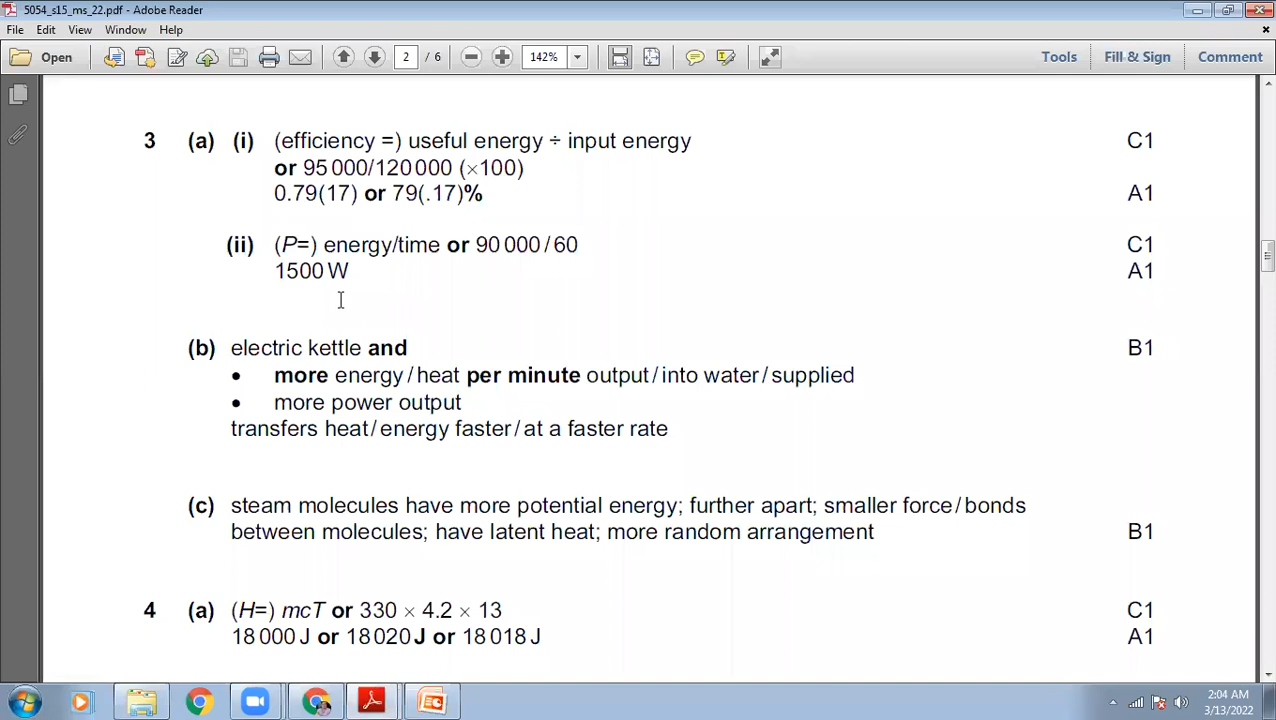 5054_s15_ms_22.pdf - Adobe Reader
File Edit View Window Help
Open 2 / 6 142% Tools Fill & Sign Comment
3 (a) (i) (efficiency =) useful energy ÷ input energy C1
or 95 000/120 000 (×100)
0.79(17) or 79(.17)% A1
(ii) (P=) energy/time or 90 000 / 60 C1
1500 W A1
(b) electric kettle and B1
• more energy / heat per minute output / into water / supplied
• more power output
transfers heat / energy faster / at a faster rate
(c) steam molecules have more potential energy; further apart; smaller force / bonds
between molecules; have latent heat; more random arrangement B1
4 (a) (H=) mcT or 330 × 4.2 × 13 C1
18 000 J or 18 020 J or 18 018 J A1
2:04 AM
3/13/2022